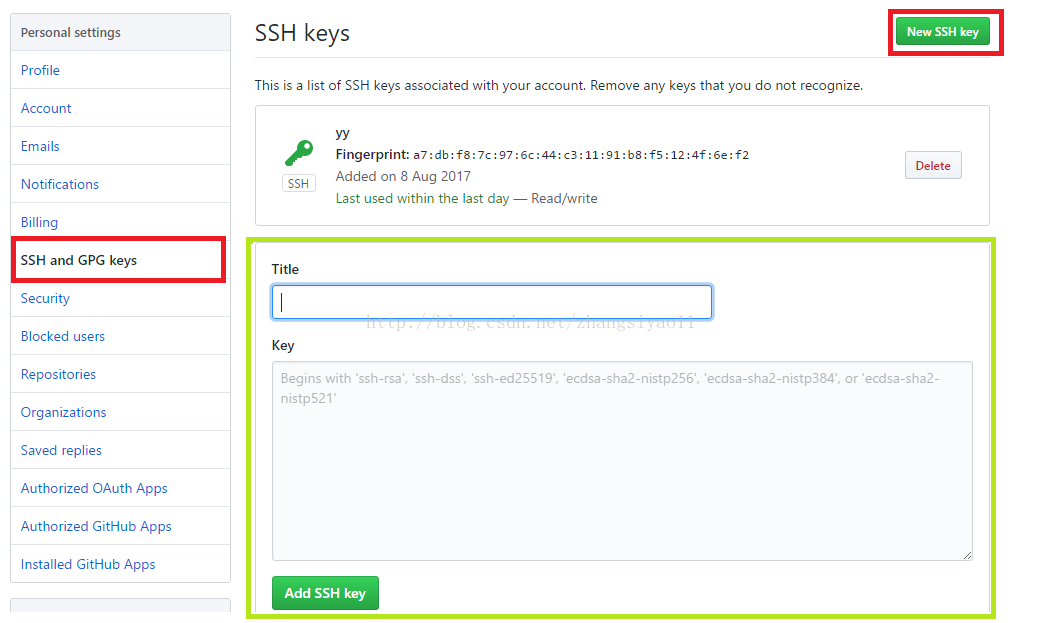 Personal settings
Profile
Account
Emails
Notifications
Billing
SSH and GPG keys
Security
Blocked users
Repositories
Organizations
Saved replies
Authorized OAuth Apps
Authorized GitHub Apps
Installed GitHub Apps
SSH keys
New SSH key
This is a list of SSH keys associated with your account. Remove any keys that you do not recognize.
yy
Fingerprint: a7:db:f8:7c:97:6c:44:c3:11:91:b8:f5:12:4f:6e:f2
SSH
Added on 8 Aug 2017
Last used within the last day — Read/write
Delete
Title
http://blog.csdn.net/zhangsiyao11
Key
Begins with 'ssh-rsa', 'ssh-dss', 'ssh-ed25519', 'ecdsa-sha2-nistp256', 'ecdsa-sha2-nistp384', or 'ecdsa-sha2-
nistp521'
Add SSH key